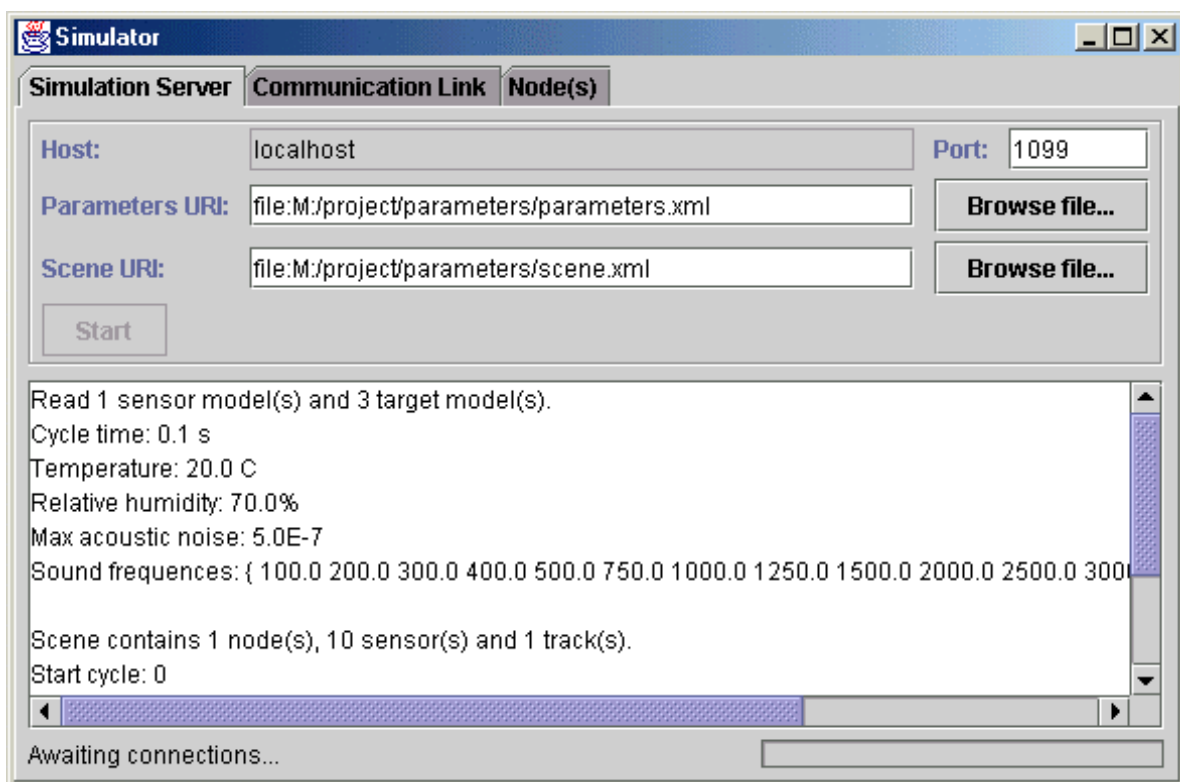 Simulator
Simulation Server Communication Link Node(s)
Host: localhost Port: 1099
Parameters URI: file:M:/project/parameters/parameters.xml Browse file...
Scene URI: file:M:/project/parameters/scene.xml Browse file...
Start
Read 1 sensor model(s) and 3 target model(s).
Cycle time: 0.1 s
Temperature: 20.0 C
Relative humidity: 70.0%
Max acoustic noise: 5.0E-7
Sound frequences: { 100.0 200.0 300.0 400.0 500.0 750.0 1000.0 1250.0 1500.0 2000.0 2500.0
Scene contains 1 node(s), 10 sensor(s) and 1 track(s).
Start cycle: 0
Awaiting connections...